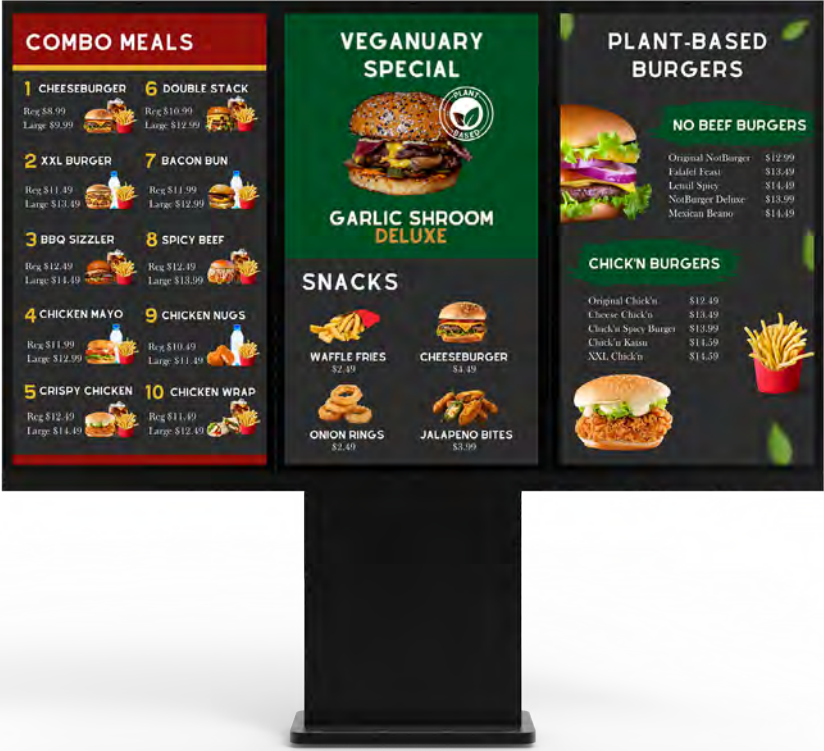 COMBO MEALS
1 CHEESEBURGER
Reg $8.99
Large $9.99
6 DOUBLE STACK
Reg $10.99
Large $12.99
2 XXL BURGER
Reg $11.49
Large $13.49
7 BACON BUN
Reg $11.99
Large $12.99
3 BBQ SIZZLER
Reg $12.49
Large $14.49
8 SPICY BEEF
Reg $12.49
Large $13.99
4 CHICKEN MAYO
Reg $11.99
Large $12.99
9 CHICKEN NUGS
Reg $10.49
Large $11.49
5 CRISPY CHICKEN
Reg $12.49
Large $14.49
10 CHICKEN WRAP
Reg $11.49
Large $12.49
VEGANUARY
SPECIAL
PLANT
BASED
GARLIC SHROOM
DELUXE
SNACKS
WAFFLE FRIES
$2.49
CHEESEBURGER
$4.49
ONION RINGS
$2.49
JALAPENO BITES
$3.99
PLANT-BASED
BURGERS
NO BEEF BURGERS
Original NotBurger $12.99
Falafel Feast $13.49
Lentil Spicy $14.49
NotBurger Deluxe $13.99
Mexican Beano $14.49
CHICK'N BURGERS
Original Chick'n $12.49
Cheese Chick'n $13.49
Chick'n Spicy Burger $13.99
Chick'n Katsu $14.59
XXL Chick'n $14.59